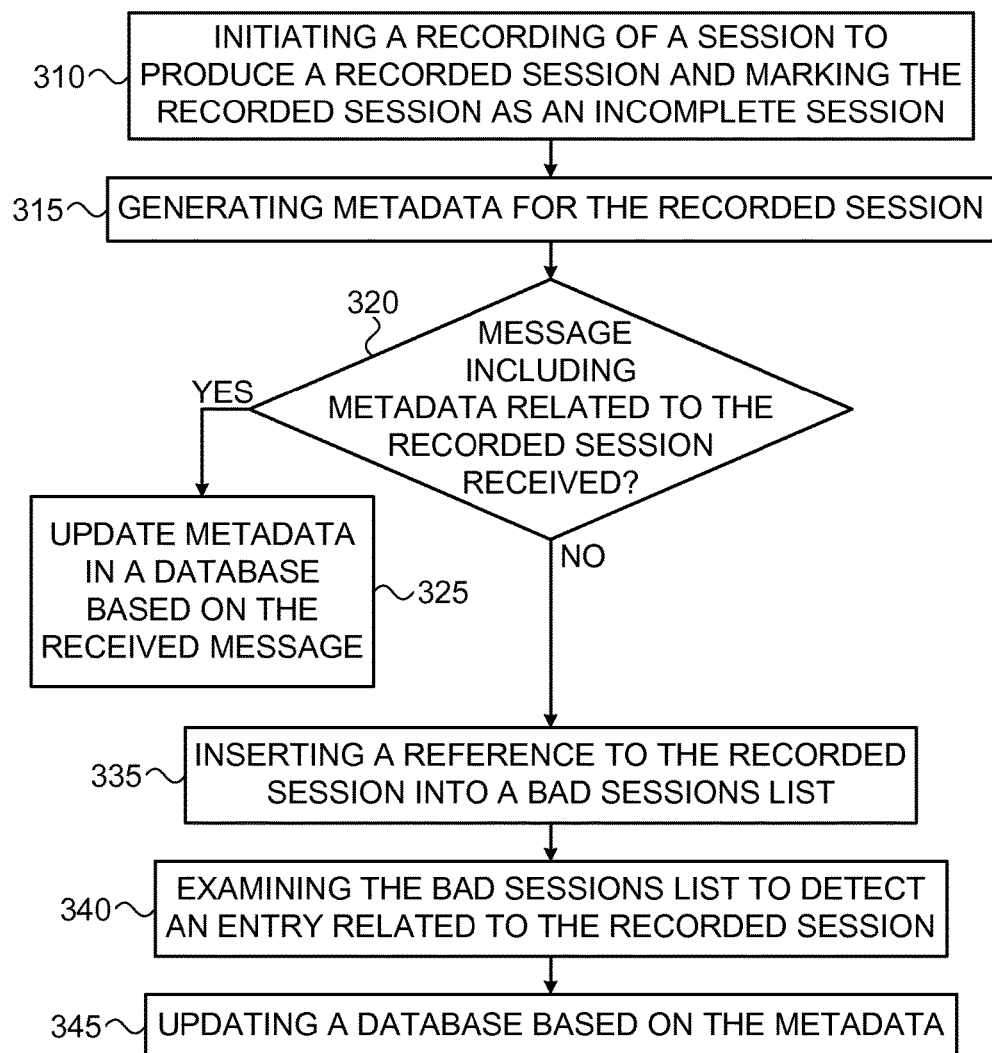 INITIATING A RECORDING OF A SESSION TO
310 PRODUCE A RECORDED SESSION AND MARKING THE
RECORDED SESSION AS AN INCOMPLETE SESSION
315 GENERATING METADATA FOR THE RECORDED SESSION
320
MESSAGE
INCLUDING
METADATA RELATED TO THE
RECORDED SESSION
RECEIVED?
YES
UPDATE METADATA
IN A DATABASE
BASED ON THE
RECEIVED MESSAGE
325
NO
INSERTING A REFERENCE TO THE RECORDED
335 SESSION INTO A BAD SESSIONS LIST
EXAMINING THE BAD SESSIONS LIST TO DETECT
340 AN ENTRY RELATED TO THE RECORDED SESSION
345 UPDATING A DATABASE BASED ON THE METADATA